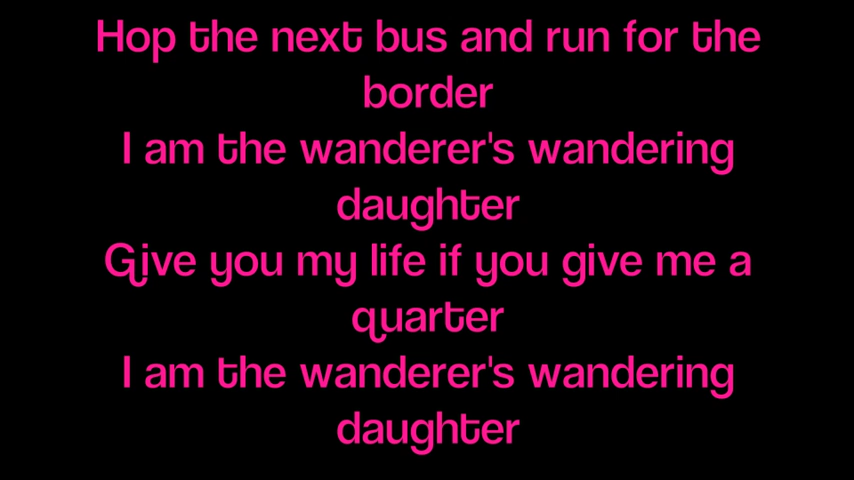 Hop the next bus and run for the
border
I am the wanderer's wandering
daughter
Give you my life if you give me a
quarter
I am the wanderer's wandering
daughter